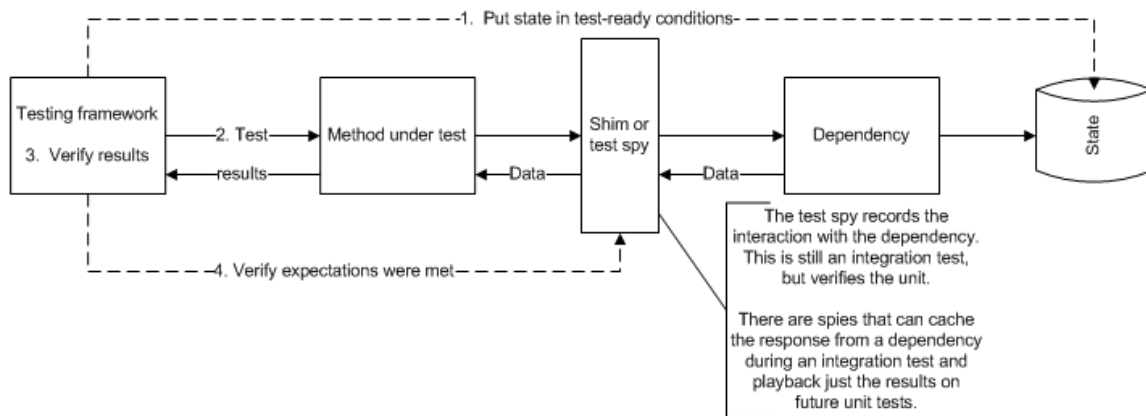 1.  Put state in test-ready conditions
Testing framework
3.  Verify results
2. Test
results
Method under test
Data
Shim or
test spy
Data
Dependency
State
4. Verify expectations were met
The test spy records the
interaction with the dependency.
This is still an integration test,
but verifies the unit.
There are spies that can cache
the response from a dependency
during an integration test and
playback just the results on
future unit tests.